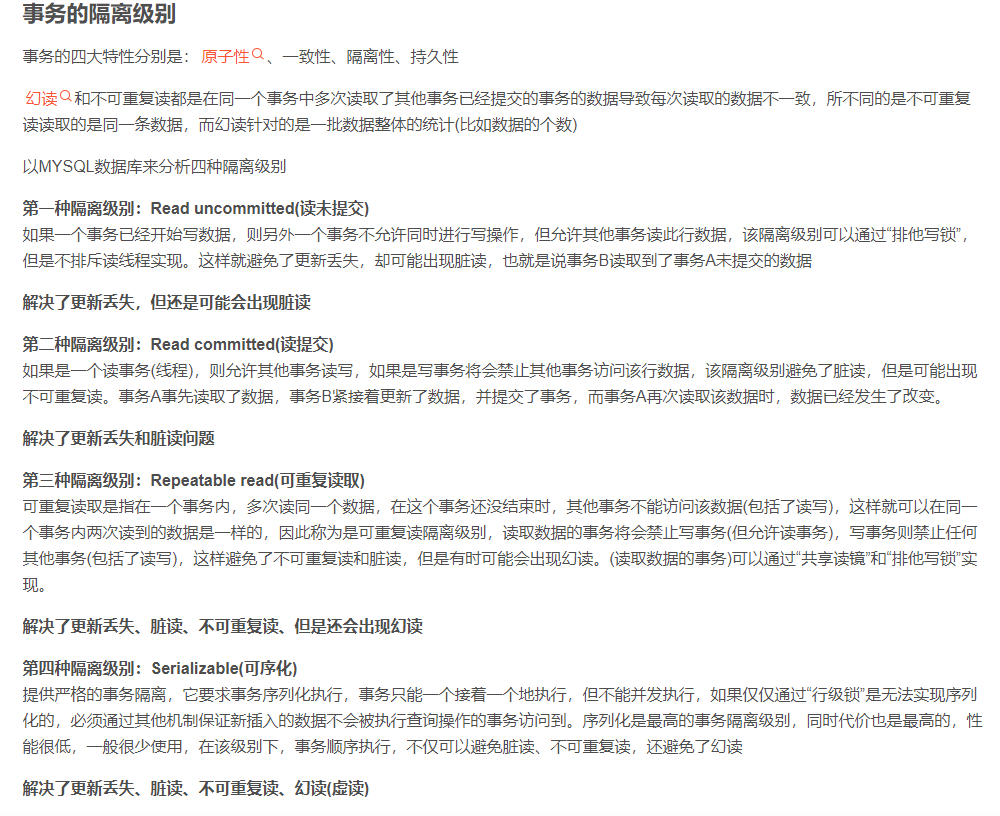 事务的隔离级别
事务的四大特性分别是： 原子性、一致性、隔离性、持久性
幻读和不可重复读都是在同一个事务中多次读取了其他事务已经提交的事务的数据导致每次读取的数据不一致，所不同的是不可重复
读读取的是同一条数据，而幻读针对的是一批数据整体的统计(比如数据的个数)
以MYSQL数据库来分析四种隔离级别
第一种隔离级别：Read uncommitted(读未提交)
如果一个事务已经开始写数据，则另外一个事务不允许同时进行写操作，但允许其他事务读此行数据，该隔离级别可以通过“排他写锁”，
但是不排斥读线程实现。这样就避免了更新丢失，却可能出现脏读，也就是说事务B读取到了事务A未提交的数据
解决了更新丢失，但还是可能会出现脏读
第二种隔离级别：Read committed(读提交)
如果是一个读事务(线程)，则允许其他事务读写，如果是写事务将会禁止其他事务访问该行数据，该隔离级别避免了脏读，但是可能出现
不可重复读。事务A事先读取了数据，事务B紧接着更新了数据，并提交了事务，而事务A再次读取该数据时，数据已经发生了改变。
解决了更新丢失和脏读问题
第三种隔离级别：Repeatable read(可重复读取)
可重复读取是指在一个事务内，多次读同一个数据，在这个事务还没结束时，其他事务不能访问该数据(包括了读写)，这样就可以在同一
个事务内两次读到的数据是一样的，因此称为是可重复读隔离级别，读取数据的事务将会禁止写事务(但允许读事务)，写事务则禁止任何
其他事务(包括了读写)，这样避免了不可重复读和脏读，但是有时可能会出现幻读。(读取数据的事务)可以通过“共享读镜”和“排他写锁”实
现。
解决了更新丢失、脏读、不可重复读、但是还会出现幻读
第四种隔离级别：Serializable(可序化)
提供严格的事务隔离，它要求事务序列化执行，事务只能一个接着一个地执行，但不能并发执行，如果仅仅通过“行级锁”是无法实现序列
化的，必须通过其他机制保证新插入的数据不会被执行查询操作的事务访问到。序列化是最高的事务隔离级别，同时代价也是最高的，性
能很低，一般很少使用，在该级别下，事务顺序执行，不仅可以避免脏读、不可重复读，还避免了幻读
解决了更新丢失、脏读、不可重复读、幻读(虚读)